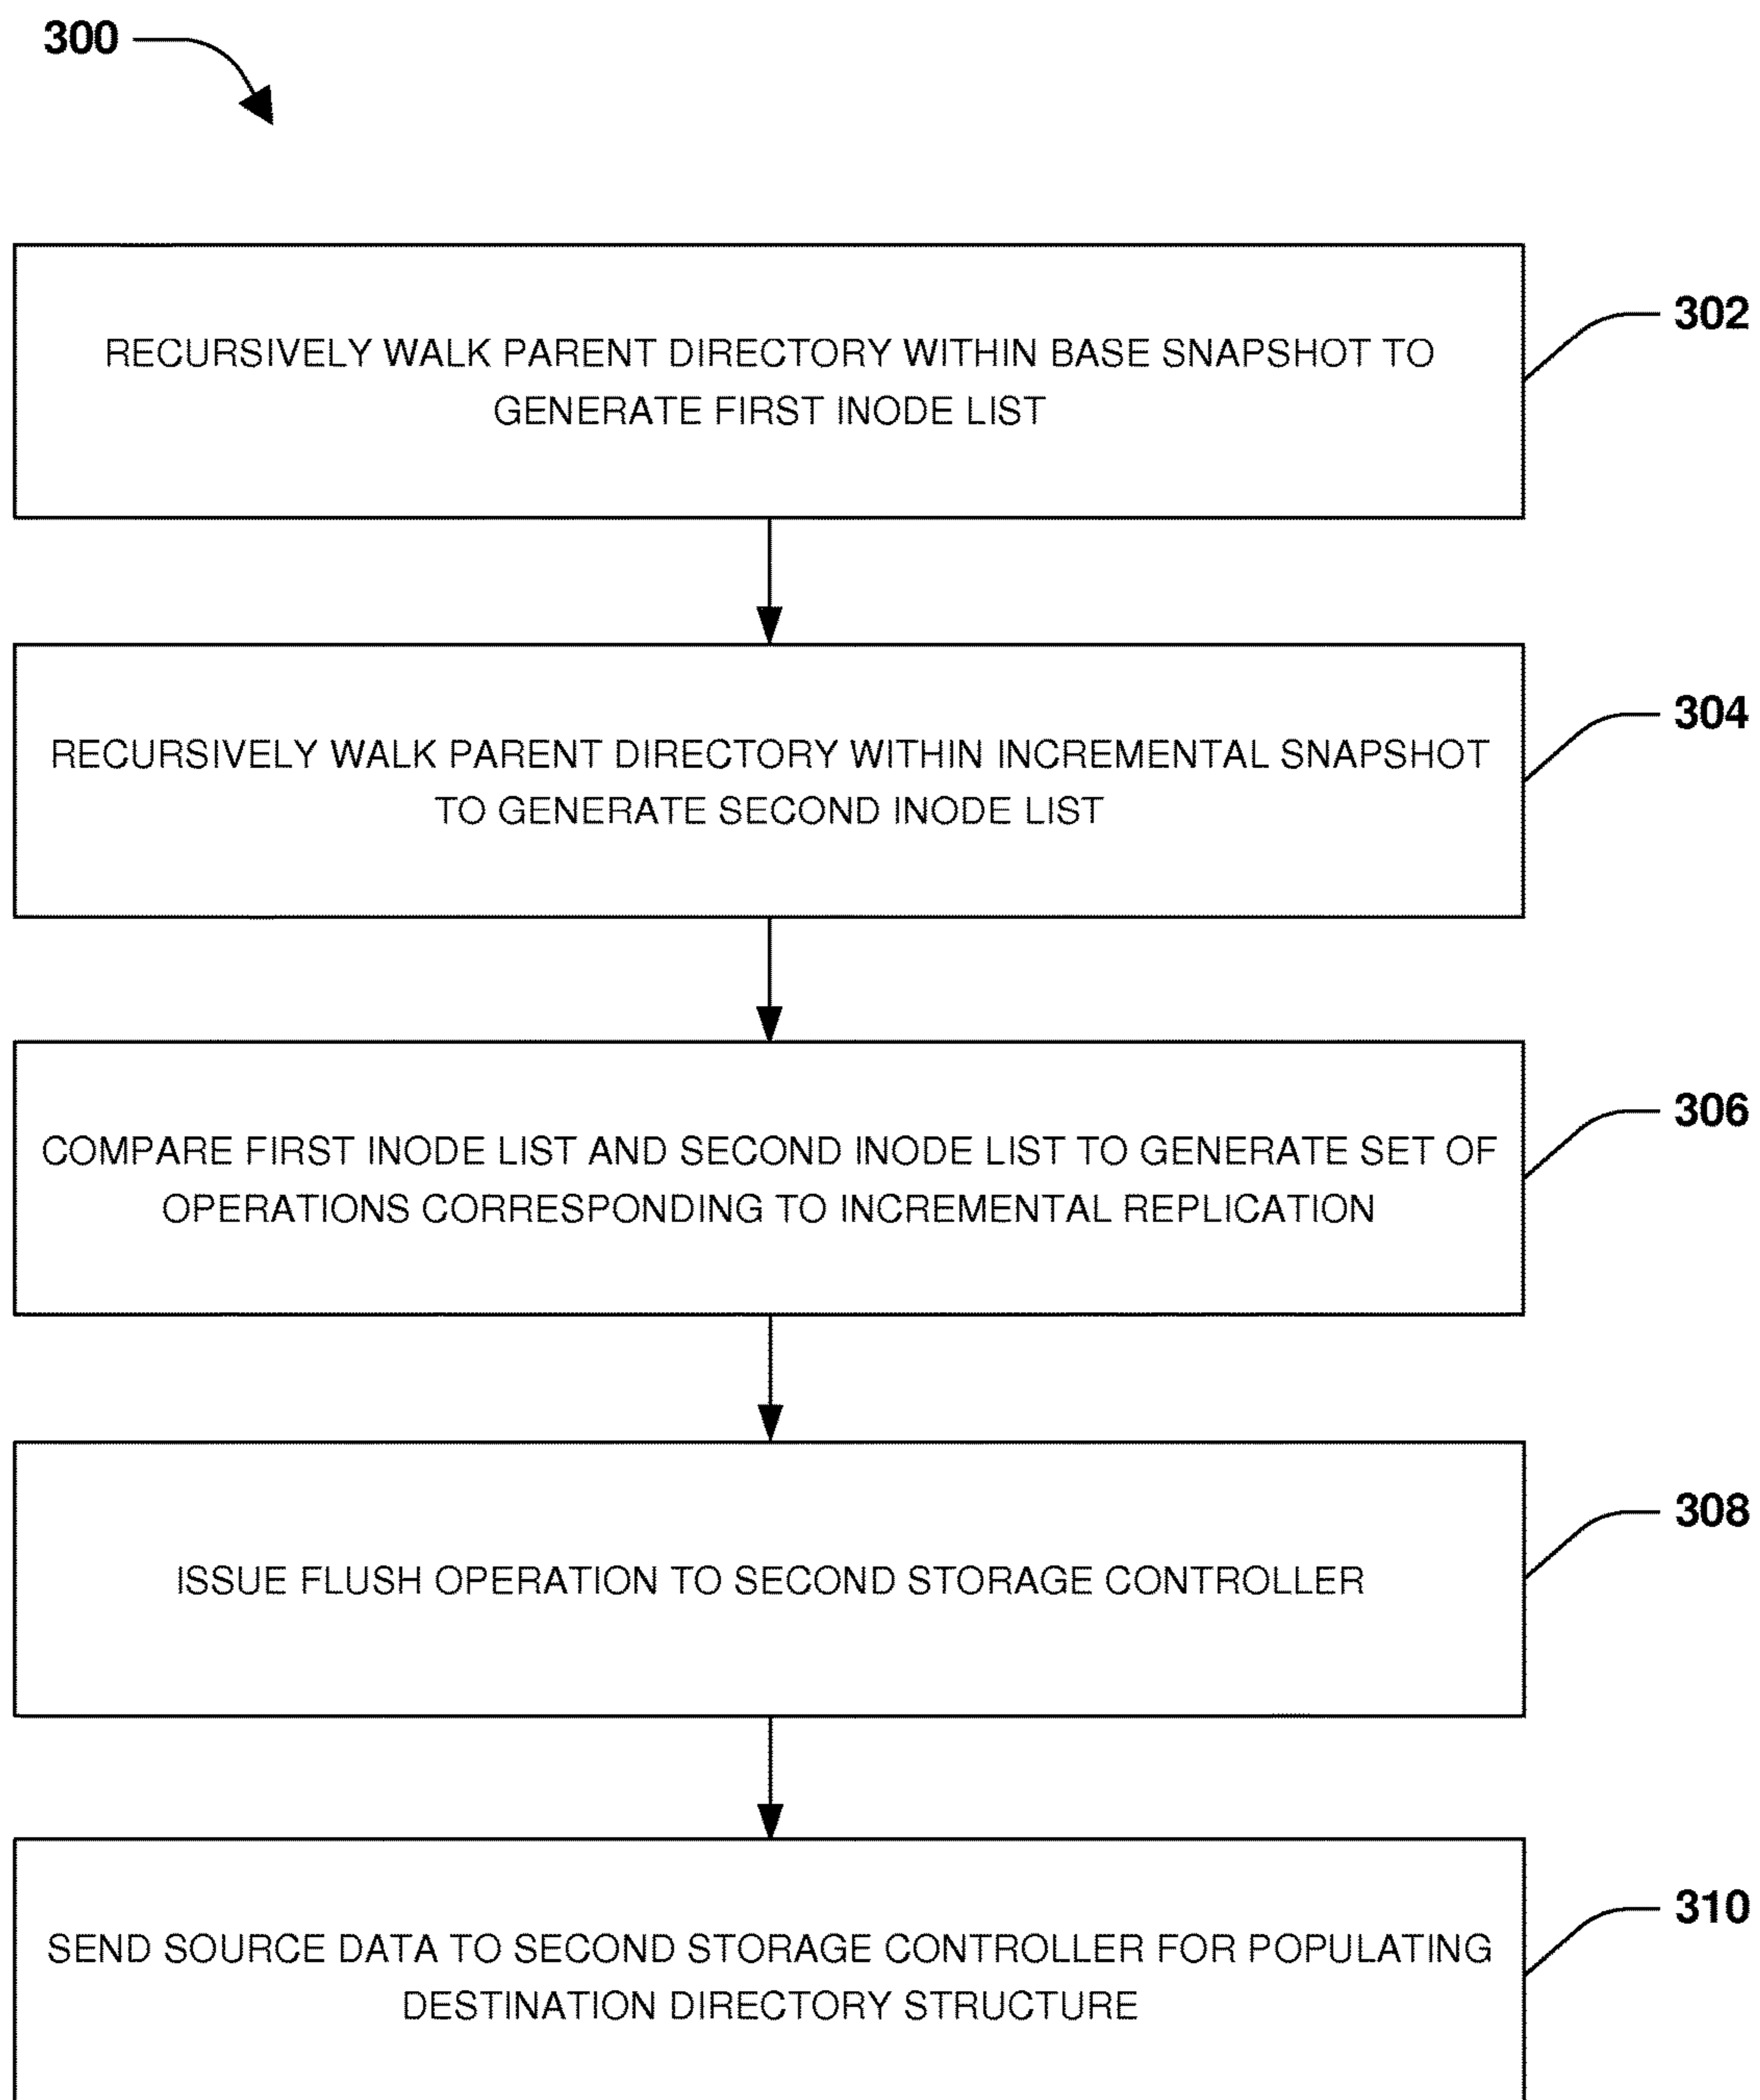 300
RECURSIVELY WALK PARENT DIRECTORY WITHIN BASE SNAPSHOT TO
GENERATE FIRST INODE LIST
302
RECURSIVELY WALK PARENT DIRECTORY WITHIN INCREMENTAL SNAPSHOT
TO GENERATE SECOND INODE LIST
304
COMPARE FIRST INODE LIST AND SECOND INODE LIST TO GENERATE SET OF
OPERATIONS CORRESPONDING TO INCREMENTAL REPLICATION
306
ISSUE FLUSH OPERATION TO SECOND STORAGE CONTROLLER
308
SEND SOURCE DATA TO SECOND STORAGE CONTROLLER FOR POPULATING
DESTINATION DIRECTORY STRUCTURE
310